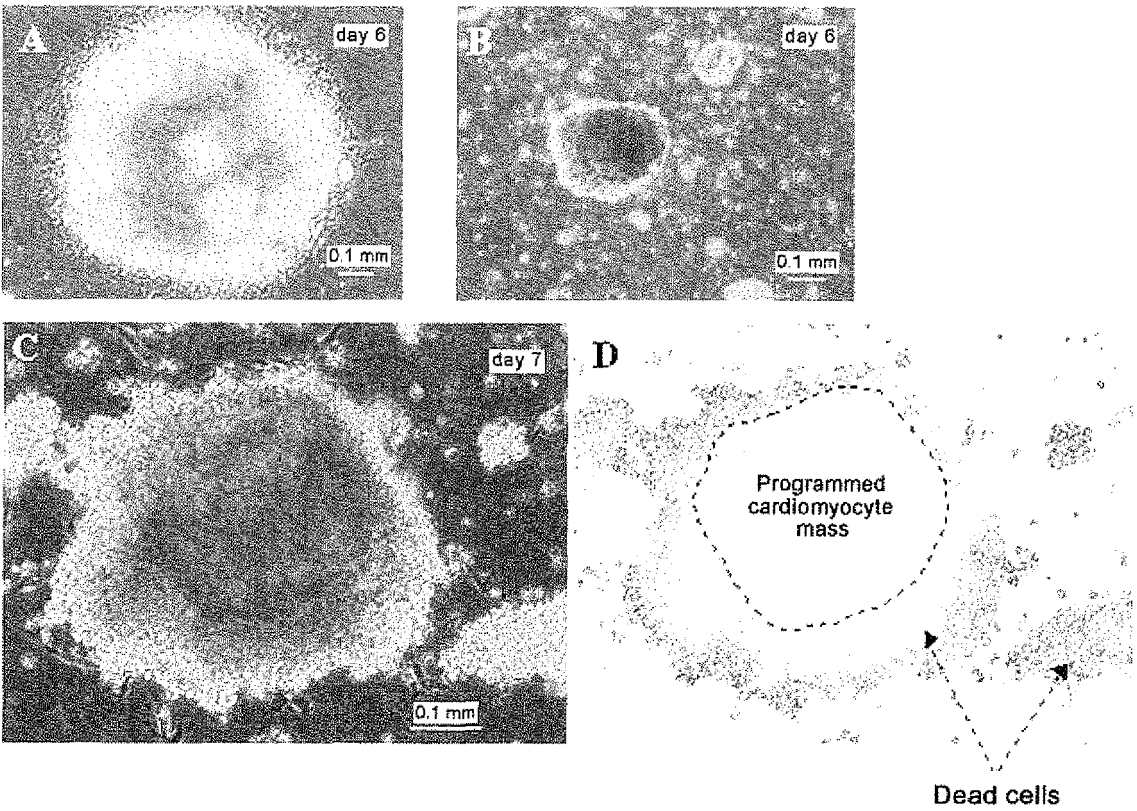 A
day 6
0.1 mm
B
day 6
0.1 mm
C
day 7
0.1 mm
D
Programmed
cardiomyocyte
mass
Dead cells